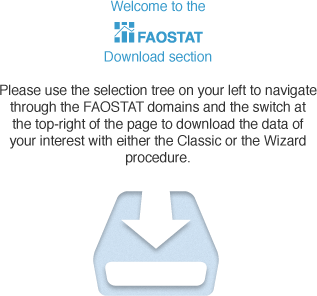 Welcome to the
FAOSTAT
Download section
Please use the selection tree on your left to navigate
through the FAOSTAT domains and the switch at
the top-right of the page to download the data of
your interest with either the Classic or the Wizard
procedure.